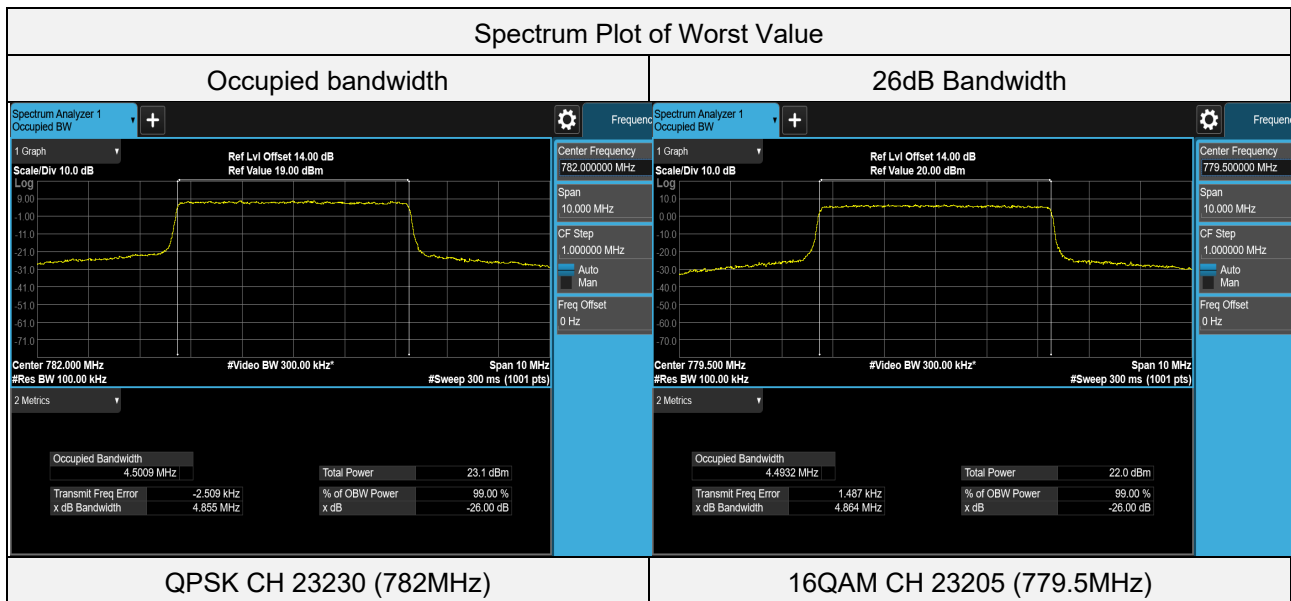 Spectrum Plot of Worst Value
Occupied bandwidth
26dB Bandwidth
Spectrum Analyzer 1
Occupied BW
+
Frequenc
1 Graph
Scale/Div 10.0 dB
Ref Lvl Offset 14.00 dB
Ref Value 19.00 dBm
Log
9.00
-1.00
-11.0
-21.0
-31.0
-41.0
-51.0
-61.0
-71.0
Center 782.000 MHz
#Video BW 300.00 kHz*
Span 10 MHz
#Res BW 100.00 kHz
#Sweep 300 ms (1001 pts)
Center Frequency
782.000000 MHz
Span
10.000 MHz
CF Step
1.000000 MHz
Auto
Man
Freq Offset
0 Hz
2 Metrics
Occupied Bandwidth
4.5009 MHz
Total Power 23.1 dBm
Transmit Freq Error -2.509 kHz
% of OBW Power 99.00 %
x dB Bandwidth 4.855 MHz
x dB -26.00 dB
Spectrum Analyzer 1
Occupied BW
+
Frequen
1 Graph
Scale/Div 10.0 dB
Ref Lvl Offset 14.00 dB
Ref Value 20.00 dBm
Log
10.0
0.00
-10.0
-20.0
-30.0
-40.0
-50.0
-60.0
-70.0
Center 779.500 MHz
#Video BW 300.00 kHz*
Span 10 MHz
#Res BW 100.00 kHz
#Sweep 300 ms (1001 pts)
Center Frequency
779.500000 MHz
Span
10.000 MHz
CF Step
1.000000 MHz
Auto
Man
Freq Offset
0 Hz
2 Metrics
Occupied Bandwidth
4.4932 MHz
Total Power 22.0 dBm
Transmit Freq Error 1.487 kHz
% of OBW Power 99.00 %
x dB Bandwidth 4.864 MHz
x dB -26.00 dB
QPSK CH 23230 (782MHz)
16QAM CH 23205 (779.5MHz)